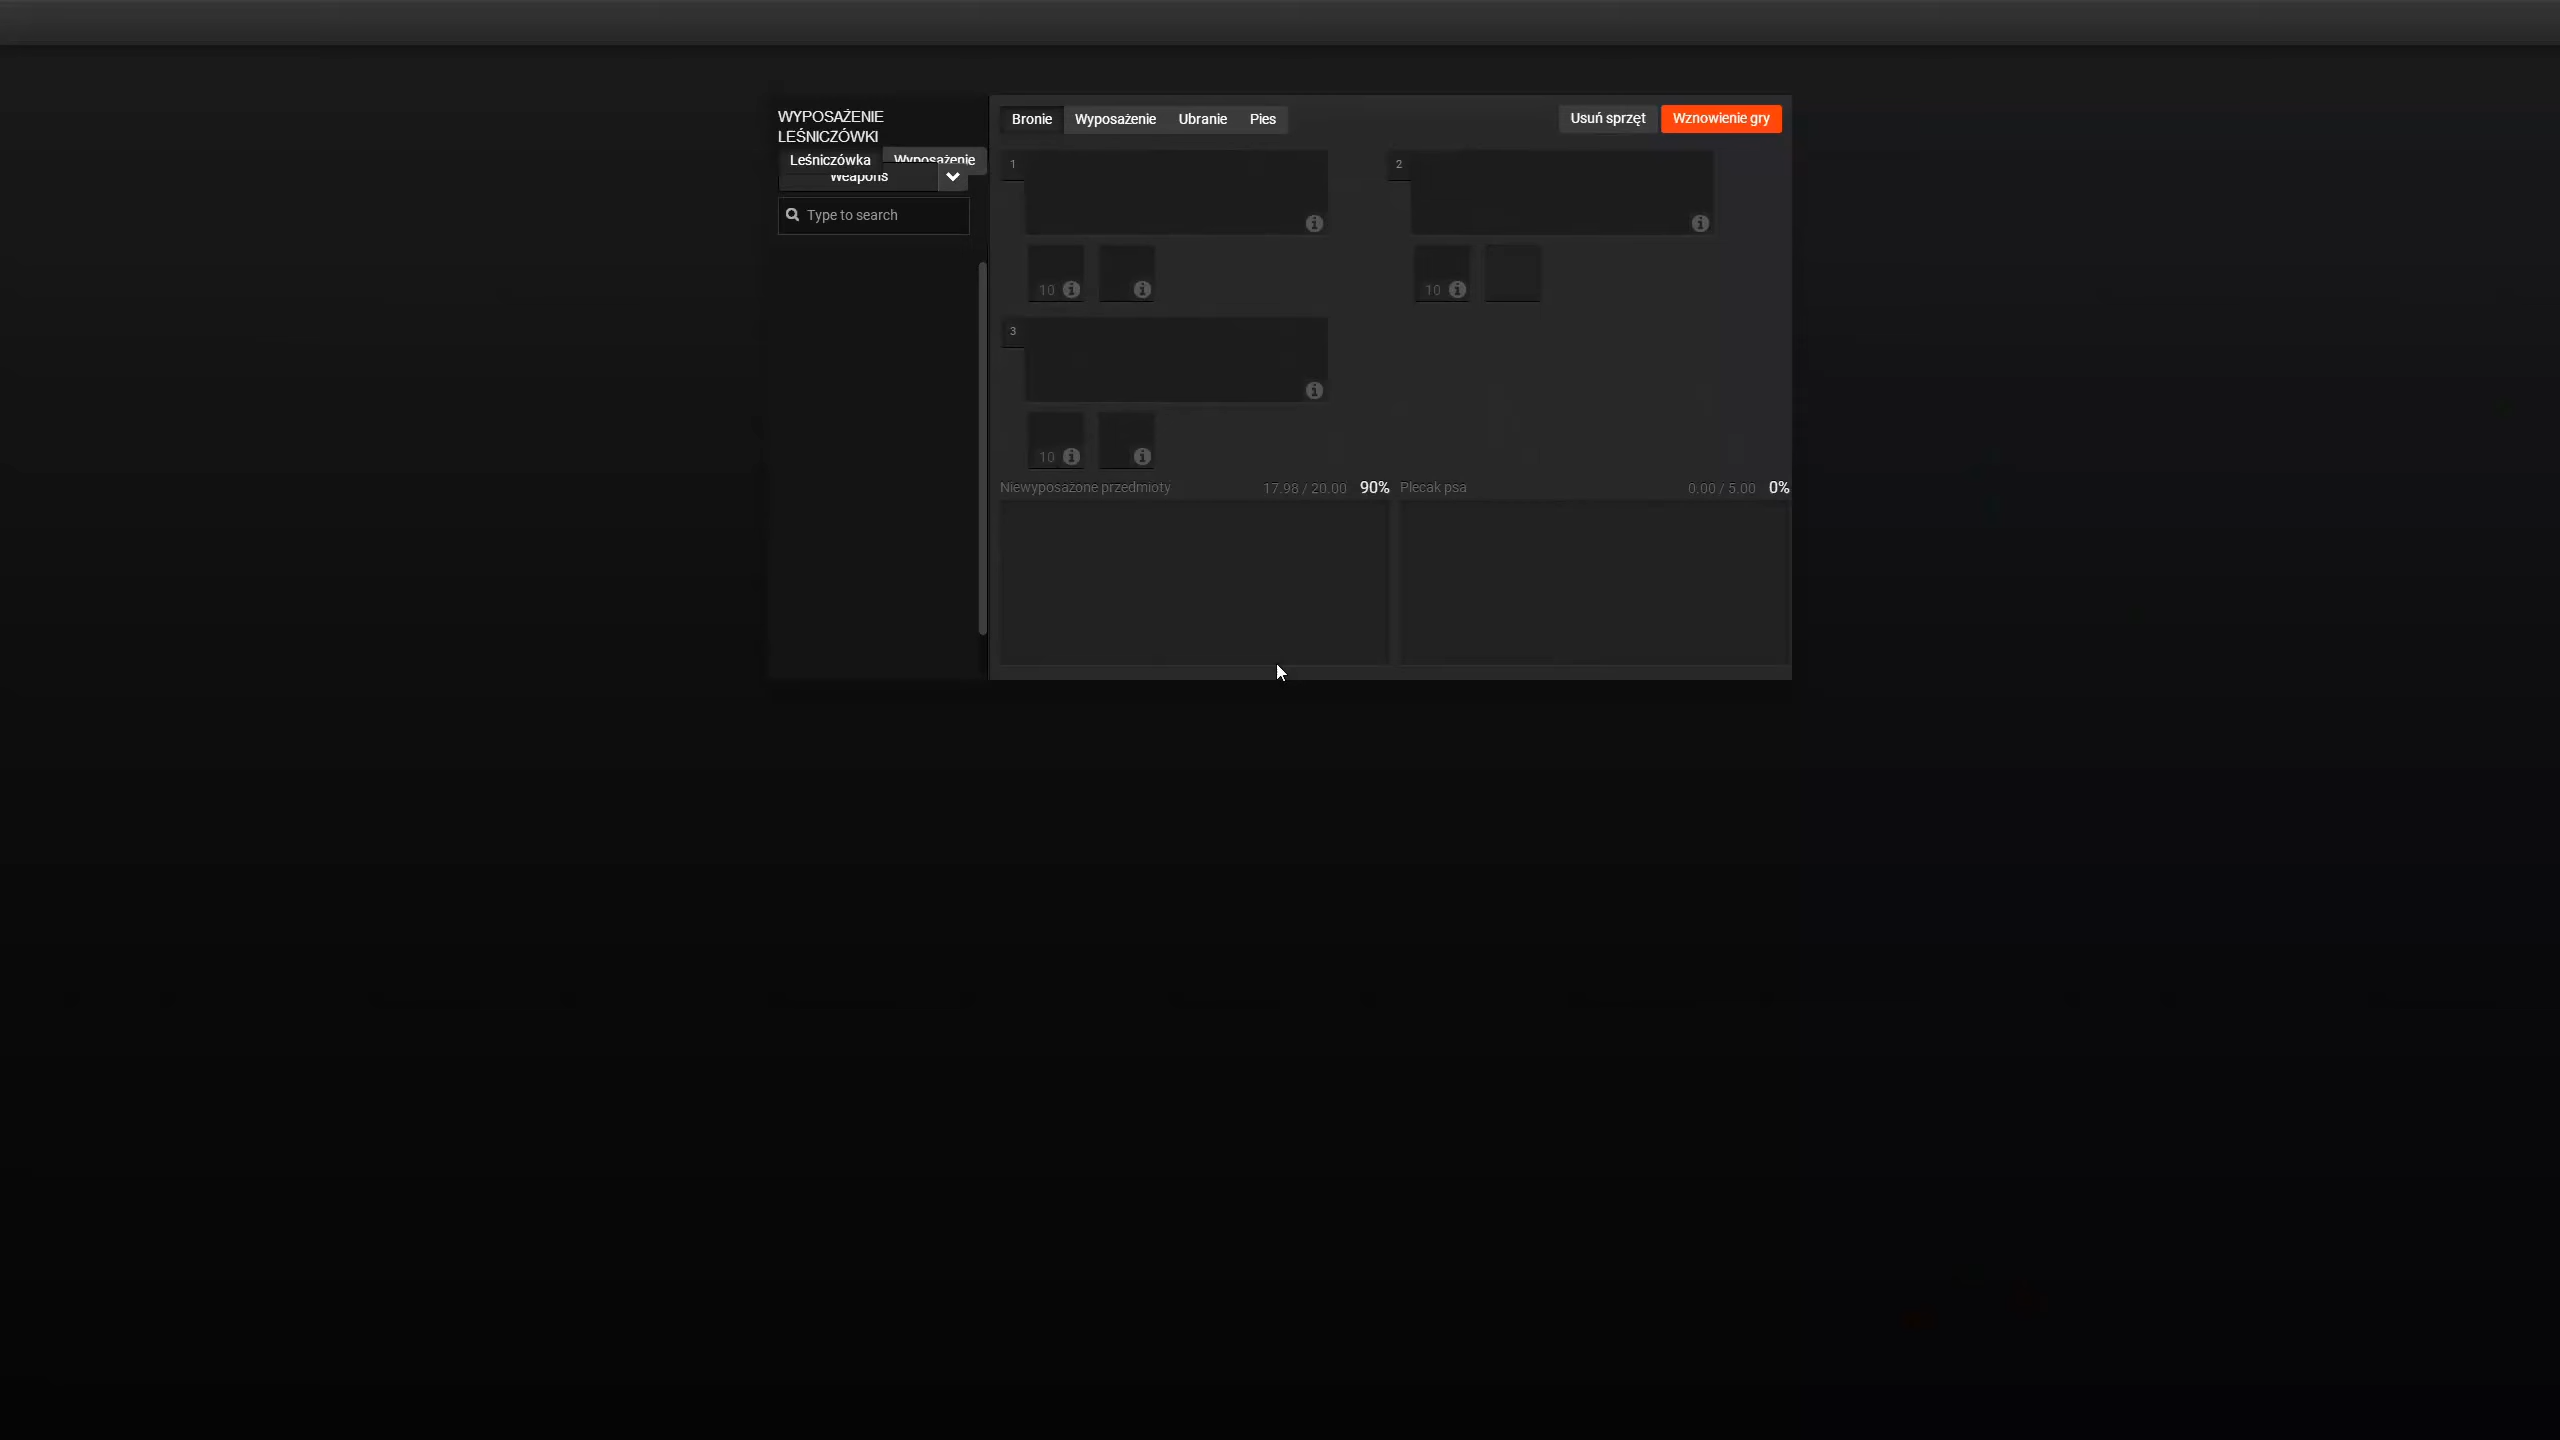 WYPOSAŻENIE
LEŚNICZÓWKI
Leśniczówka Wyposażenie
Weapons
Type to search
Bronie Wyposażenie Ubranie Pies
Usuń sprzęt Wznowienie gry
1
2
10
10
3
10
Niewyposażone przedmioty 17.98 / 20.00 90%
Plecak psa 0.00 / 5.00 0%